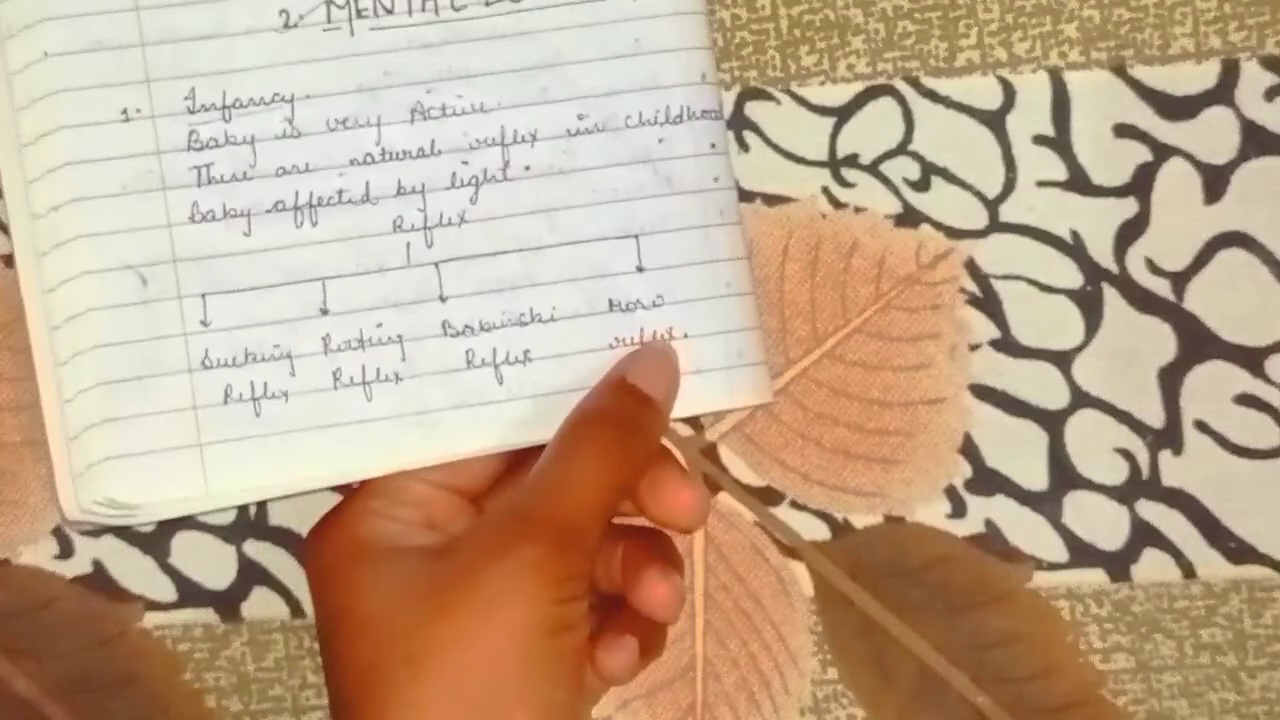 2. MENTAL
1. Infancy.
Baby is very Active.
There are natural reflex in childhood
Baby affected by light.
Reflex
Sucking Rooting Babinski Moro
Reflex Reflex Reflex reflex.